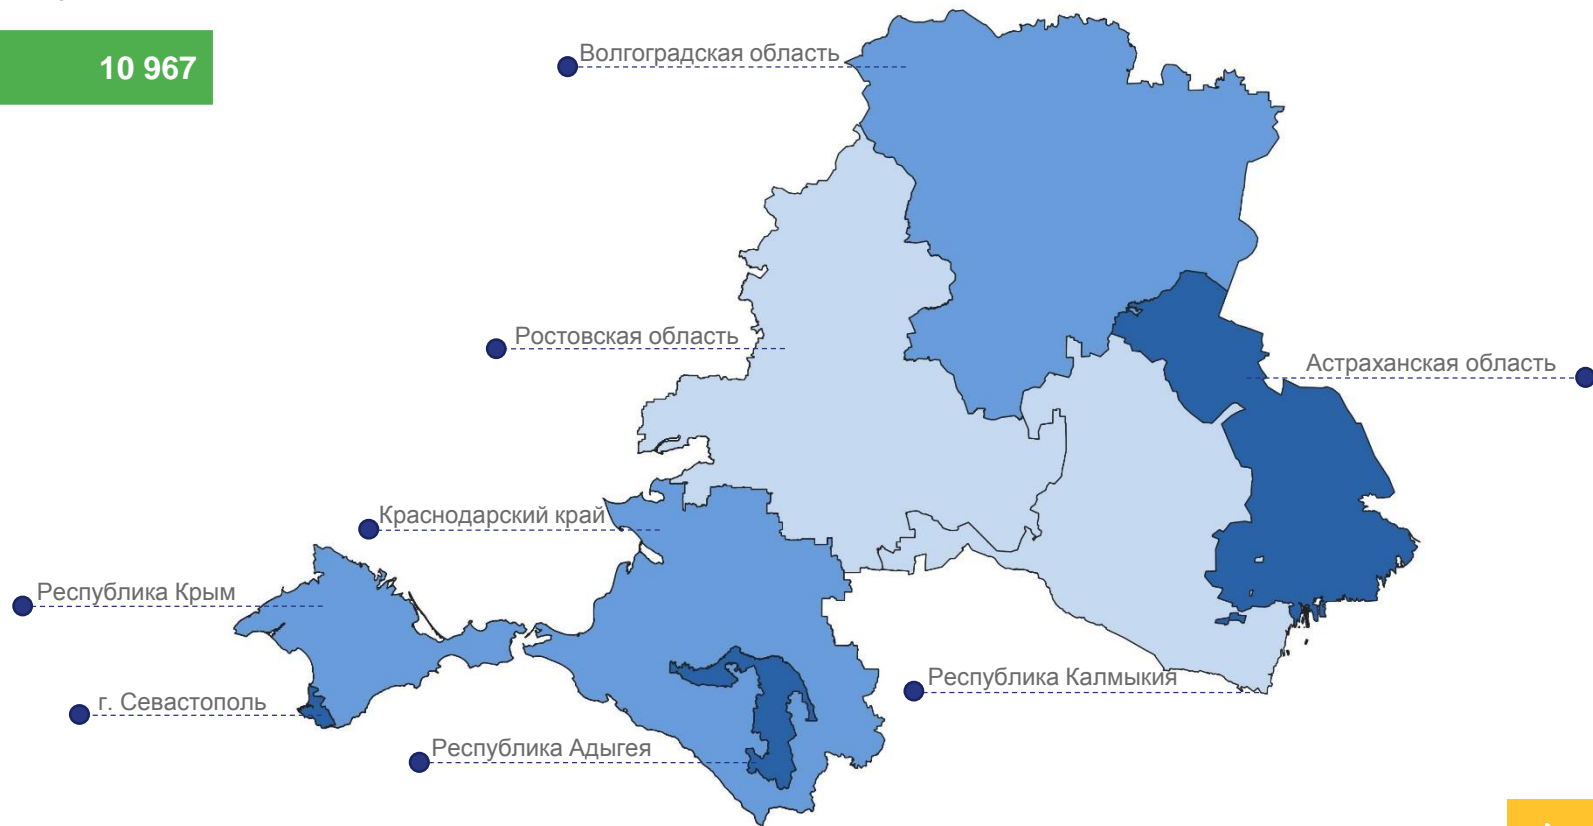 10 967
Волгоградская область
Ростовская область
Астраханская область
Краснодарский край
Республика Крым
Республика Калмыкия
г. Севастополь
Республика Адыгея